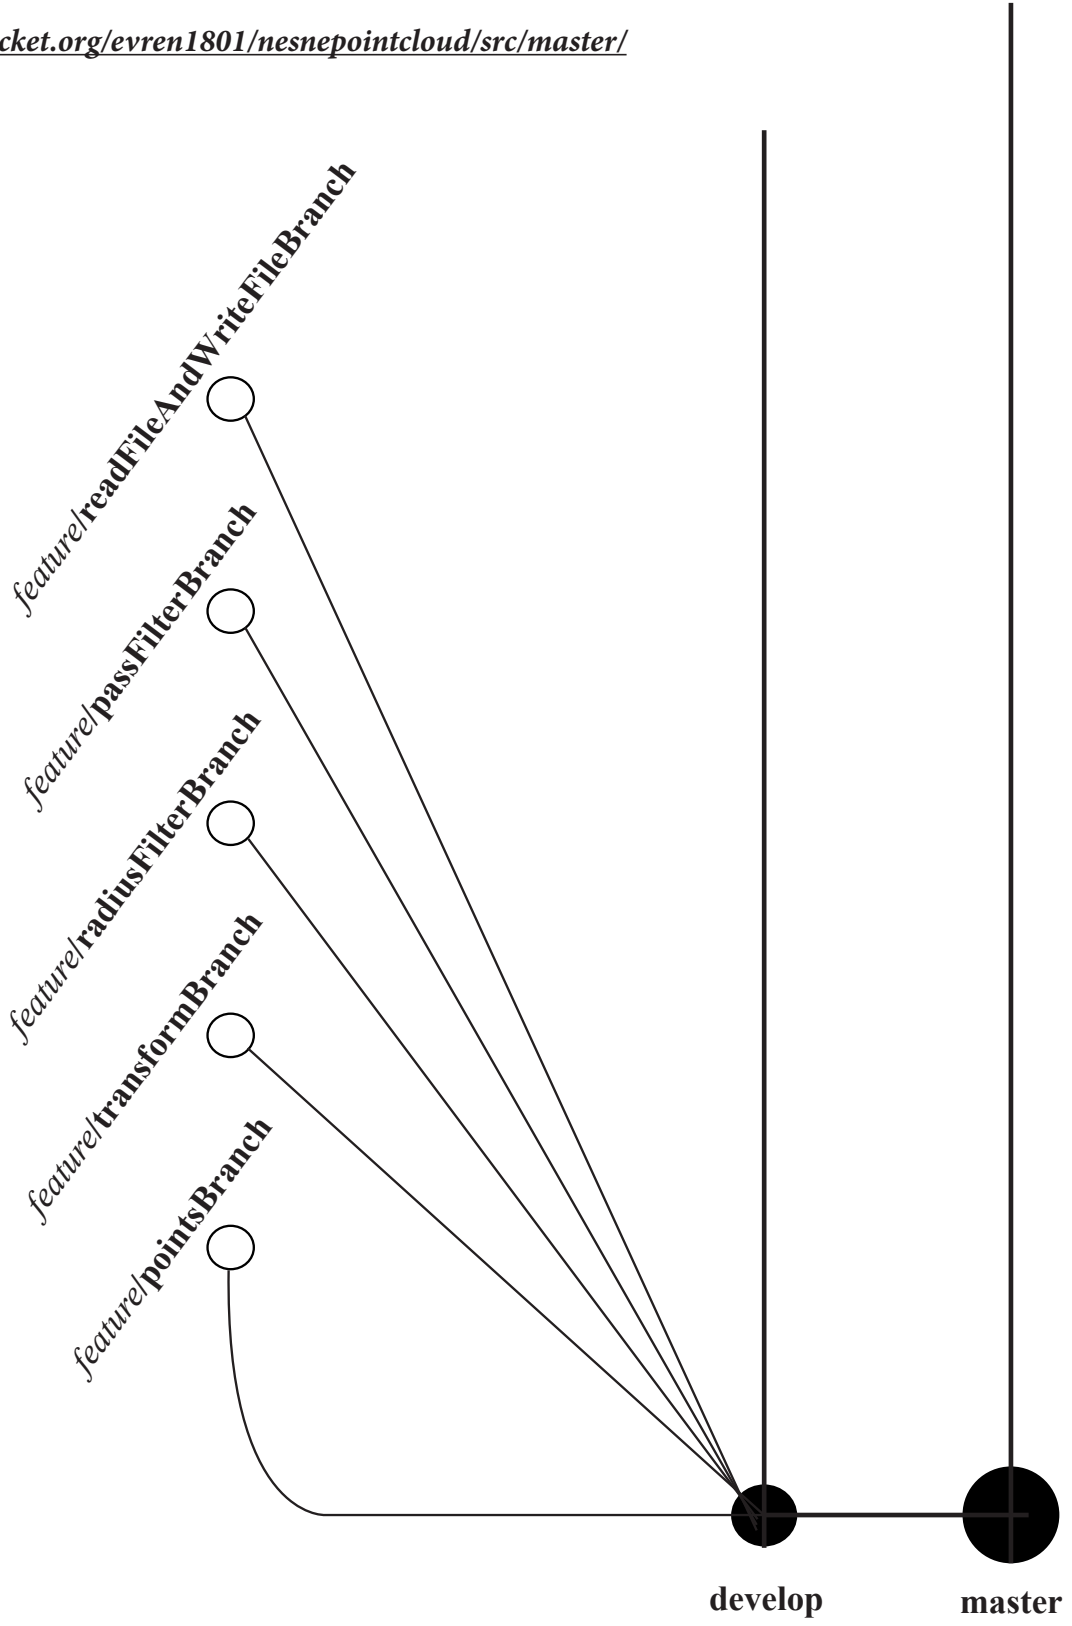 cket.org/evren1801/nesnepointcloud/src/master/
feature/readFileAndWriteFileBranch
feature/passFilterBranch
feature/radiusFilterBranch
feature/transformBranch
feature/pointsBranch
develop
master